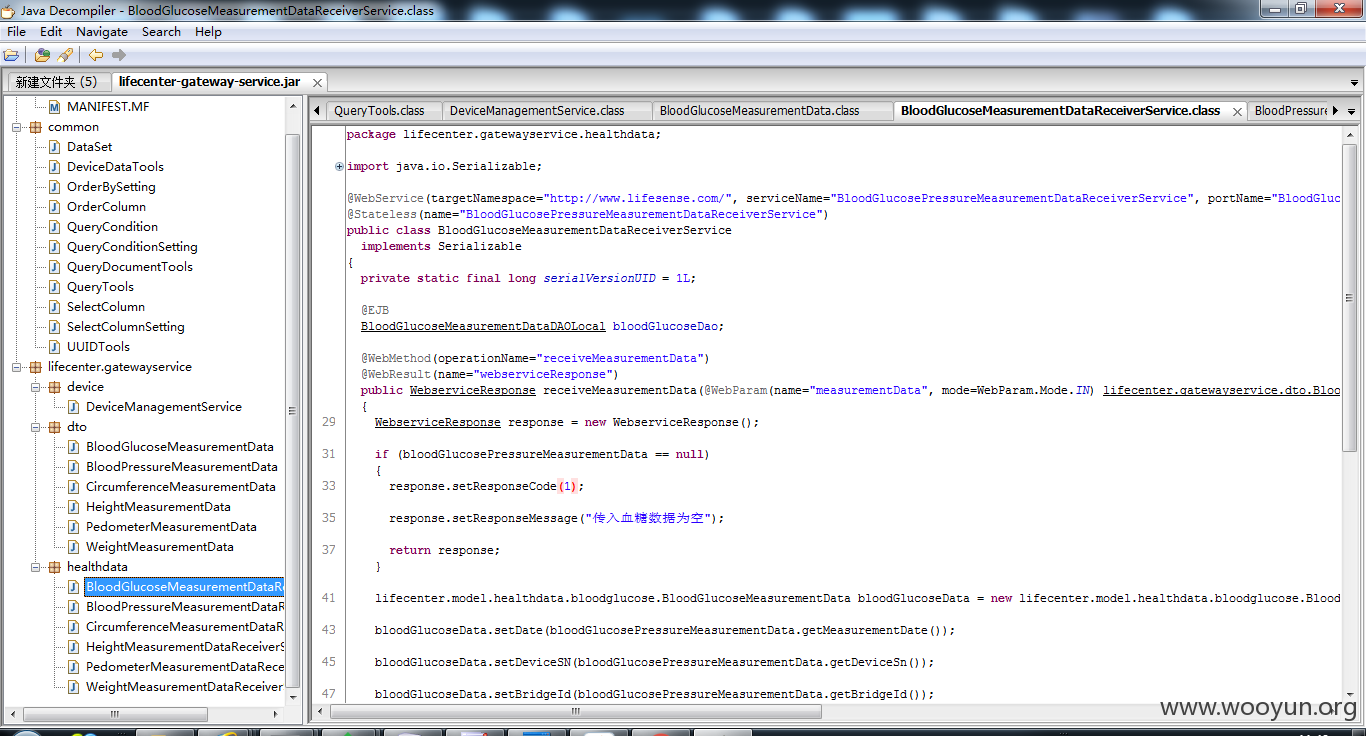 Java Decompiler - BloodGlucoseMeasurementDataReceiverService.class
File Edit Navigate Search Help
新建文件夹 (5) lifecenter-gateway-service.jar
MANIFEST.MF
common
DataSet
DeviceDataTools
OrderBySetting
OrderColumn
QueryCondition
QueryConditionSetting
QueryDocumentTools
QueryTools
SelectColumn
SelectColumnSetting
UUIDTools
lifecenter.gatewayservice
device
DeviceManagementService
dto
BloodGlucoseMeasurementData
BloodPressureMeasurementData
CircumferenceMeasurementData
HeightMeasurementData
PedometerMeasurementData
WeightMeasurementData
healthdata
BloodGlucoseMeasurementDataRe
BloodPressureMeasurementDataR
CircumferenceMeasurementDataR
HeightMeasurementDataReceiverS
PedometerMeasurementDataRece
WeightMeasurementDataReceiver
QueryTools.class DeviceManagementService.class BloodGlucoseMeasurementData.class BloodGlucoseMeasurementDataReceiverService.class BloodPressure
package lifecenter.gatewayservice.healthdata;
import java.io.Serializable;
@WebService(targetNamespace="http://www.lifesense.com/", serviceName="BloodGlucosePressureMeasurementDataReceiverService", portName="BloodGluc
@Stateless(name="BloodGlucosePressureMeasurementDataReceiverService")
public class BloodGlucoseMeasurementDataReceiverService
implements Serializable
{
private static final long serialVersionUID = 1L;
@EJB
BloodGlucoseMeasurementDataDAOLocal bloodGlucoseDao;
@WebMethod(operationName="receiveMeasurementData")
@WebResult(name="webserviceResponse")
public WebserviceResponse receiveMeasurementData(@WebParam(name="measurementData", mode=WebParam.Mode.IN) lifecenter.gatewayservice.dto.Bloo
{
29 WebserviceResponse response = new WebserviceResponse();
31 if (bloodGlucosePressureMeasurementData == null)
{
33 response.setResponseCode(1);
35 response.setResponseMessage("传入血糖数据为空");
37 return response;
}
41 lifecenter.model.healthdata.bloodglucose.BloodGlucoseMeasurementData bloodGlucoseData = new lifecenter.model.healthdata.bloodglucose.Blood
43 bloodGlucoseData.setDate(bloodGlucosePressureMeasurementData.getMeasurementDate());
45 bloodGlucoseData.setDeviceSN(bloodGlucosePressureMeasurementData.getDeviceSn());
47 bloodGlucoseData.setBridgeId(bloodGlucosePressureMeasurementData.getBridgeId());
www.wooyun.org